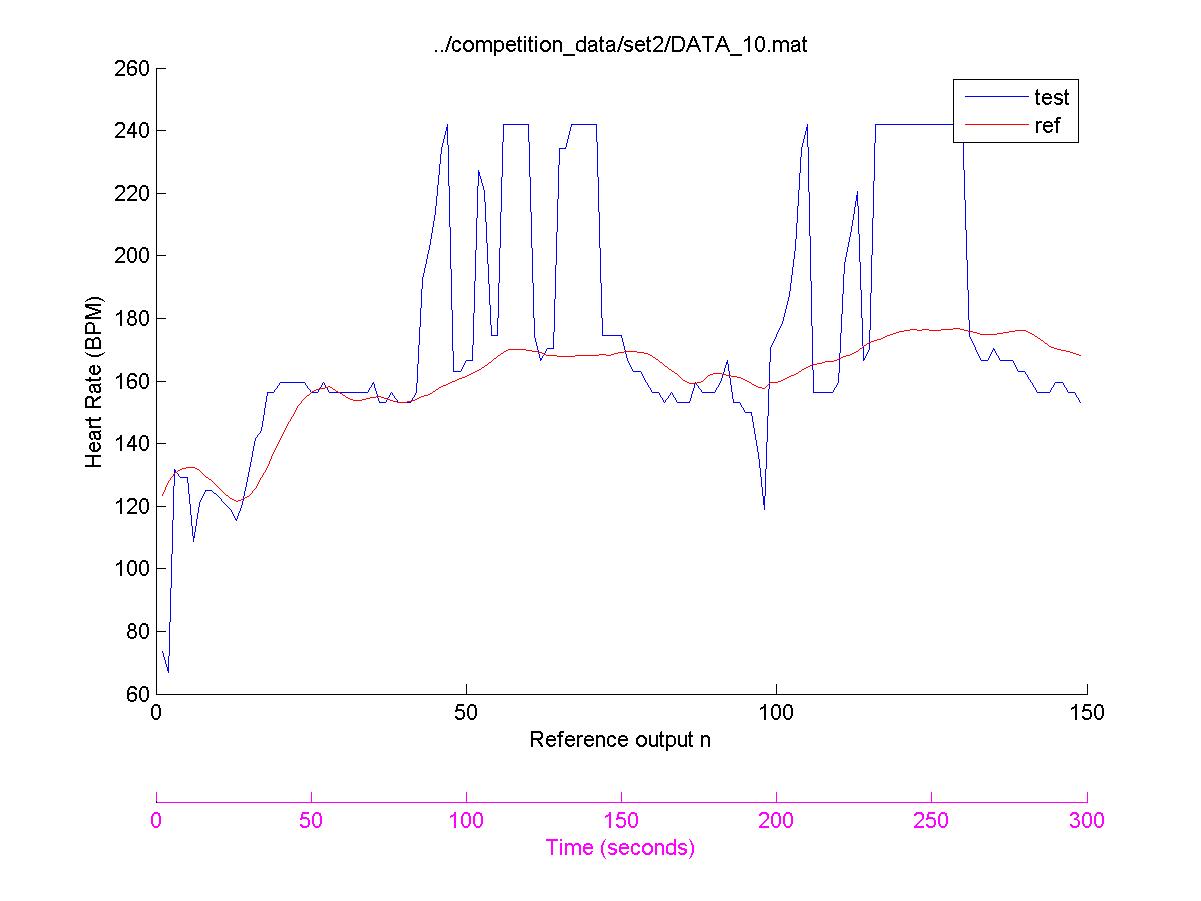 ../competition_data/set2/DATA_10.mat
260
240
220
200
180
160
140
120
100
80
60
Heart Rate (BPM)
test
ref
0 50 100 150
Reference output n
0 50 100 150 200 250 300
Time (seconds)